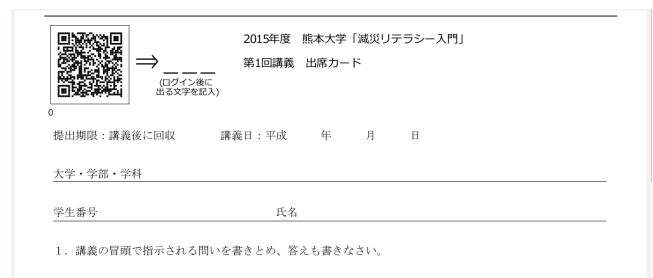 2015年度　熊本大学「減災リテラシー入門」
第1回講義　出席カード
⇒
(ログイン後に
出る文字を記入)
0
提出期限：講義後に回収　　　講義日：平成　　年　　月　　日
大学・学部・学科
学生番号　　　　　　　　　　氏名
１．講義の冒頭で指示される問いを書きとめ、答えも書きなさい。